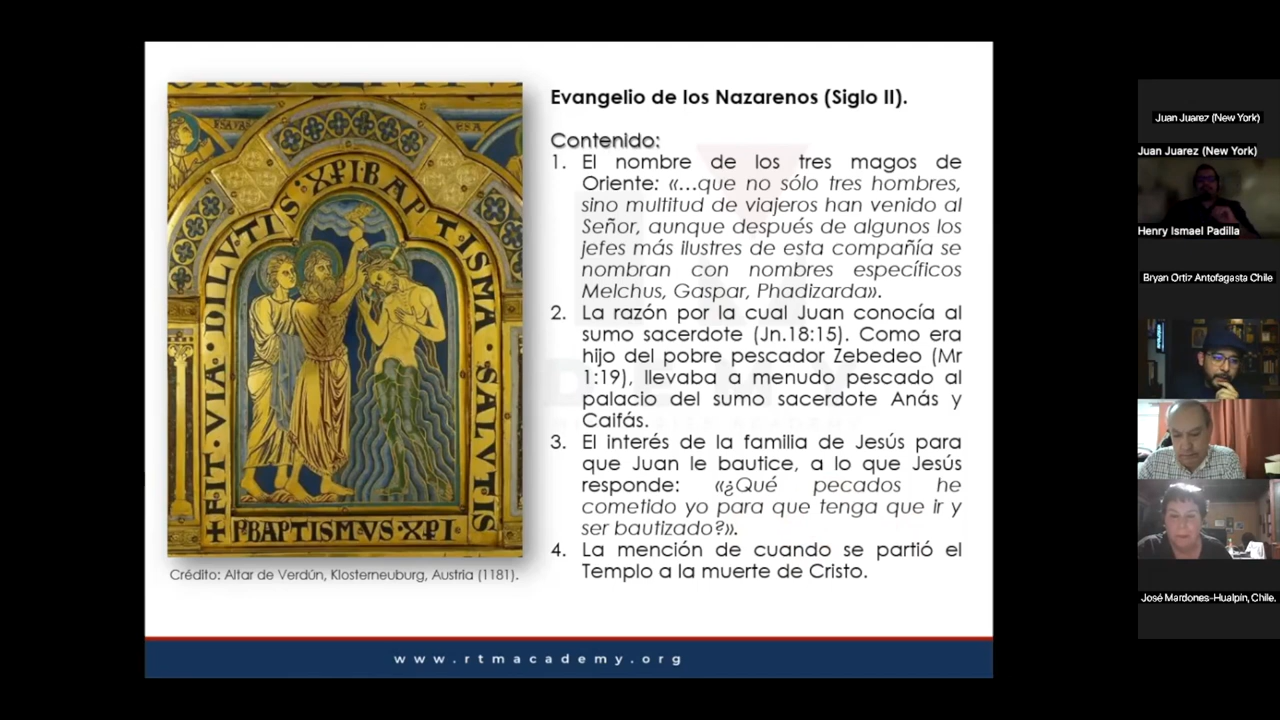 Evangelio de los Nazarenos (Siglo II).
Contenido:
1. El nombre de los tres magos de
Oriente: «…que no sólo tres hombres,
sino multitud de viajeros han venido al
Señor, aunque después de algunos los
jefes más ilustres de esta compañía se
nombran con nombres específicos
Melchus, Gaspar, Phadizarda».
2. La razón por la cual Juan conocía al
sumo sacerdote (Jn.18:15). Como era
hijo del pobre pescador Zebedeo (Mr
1:19), llevaba a menudo pescado al
palacio del sumo sacerdote Anás y
Caifás.
3. El interés de la familia de Jesús para
que Juan le bautice, a lo que Jesús
responde: «¿Qué pecados he
cometido yo para que tenga que ir y
ser bautizado?».
4. La mención de cuando se partió el
Templo a la muerte de Cristo.
+FIT·VIA·DILVTIS·XPI·BAPTISMA·SALVTIS
BAPTISMVS·XPI·
Crédito: Altar de Verdún, Klosterneuburg, Austria (1181).
www.rtmacademy.org
Juan Juarez (New York)
Juan Juarez (New York)
Henry Ismael Padilla
Bryan Ortiz Antofagasta Chile
José Mardones-Hualpín, Chile.